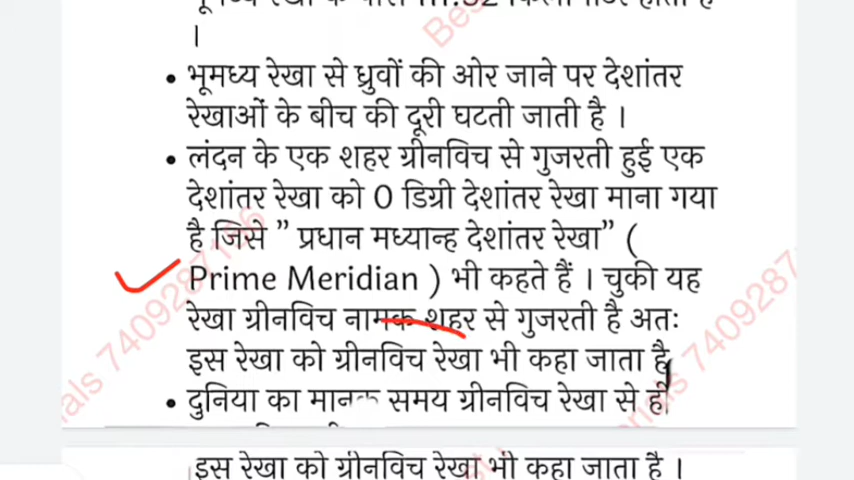 ।
• भूमध्य रेखा से ध्रुवों की ओर जाने पर देशांतर
रेखाओं के बीच की दूरी घटती जाती है ।
• लंदन के एक शहर ग्रीनविच से गुजरती हुई एक
देशांतर रेखा को 0 डिग्री देशांतर रेखा माना गया
है जिसे ” प्रधान मध्यान्ह देशांतर रेखा” (
Prime Meridian ) भी कहते हैं । चुकी यह
रेखा ग्रीनविच नामक शहर से गुजरती है अतः
इस रेखा को ग्रीनविच रेखा भी कहा जाता है
• दुनिया का मानक समय ग्रीनविच रेखा से ही
इस रेखा को ग्रीनविच रेखा भी कहा जाता है ।